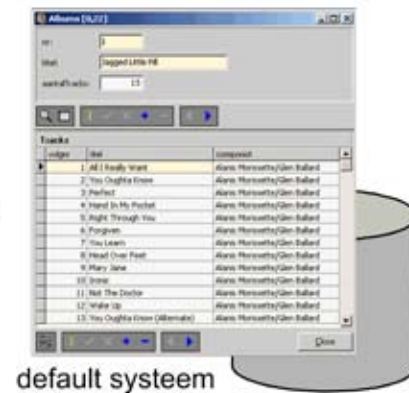 Albums [0,22]
nr: 1
titel: Jagged Little Pill
aantalTracks: 13
Tracks
volgnr titel componist
1 All I Really Want Alanis Morissette/Glen Ballard
2 You Oughta Know Alanis Morissette/Glen Ballard
3 Perfect Alanis Morissette/Glen Ballard
4 Hand In My Pocket Alanis Morissette/Glen Ballard
5 Right Through You Alanis Morissette/Glen Ballard
6 Forgiven Alanis Morissette/Glen Ballard
7 You Learn Alanis Morissette/Glen Ballard
8 Head Over Feet Alanis Morissette/Glen Ballard
9 Mary Jane Alanis Morissette/Glen Ballard
10 Ironic Alanis Morissette/Glen Ballard
11 Not The Doctor Alanis Morissette/Glen Ballard
12 Wake Up Alanis Morissette/Glen Ballard
13 You Oughta Know (Alternate) Alanis Morissette/Glen Ballard
Close
default systeem